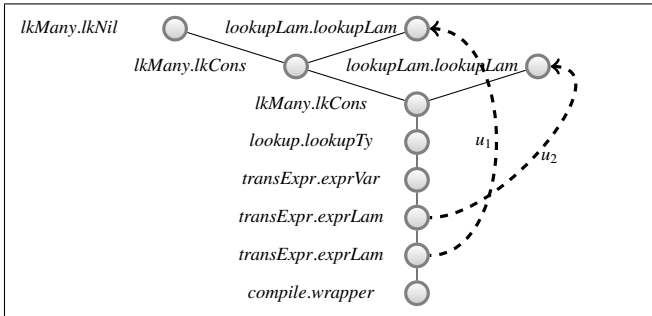 lkMany.lkNil lookupLam.lookupLam
lkMany.lkCons lookupLam.lookupLam
lkMany.lkCons
lookup.lookupTy
u1
u2
transExpr.exprVar
transExpr.exprLam
transExpr.exprLam
compile.wrapper